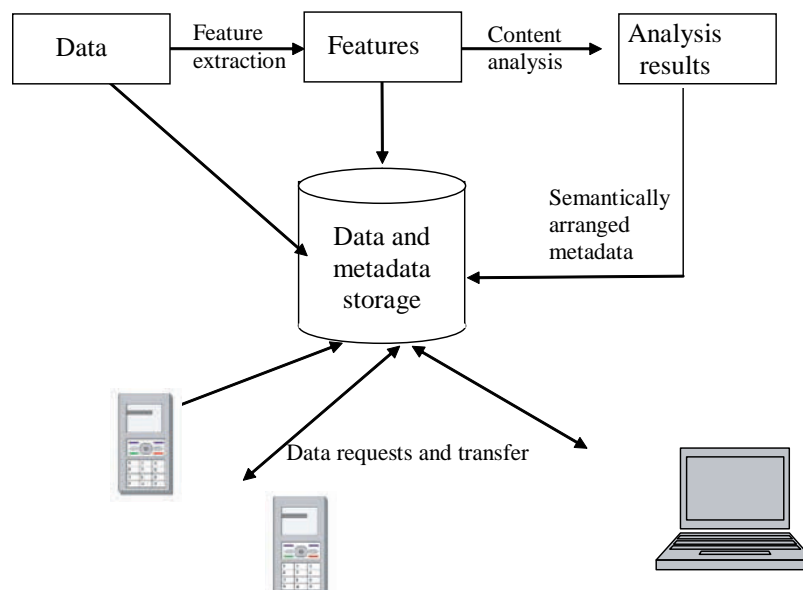 Data
Feature
extraction
Features
Content
analysis
Analysis
results
Semantically
arranged
metadata
Data and
metadata
storage
Data requests and transfer